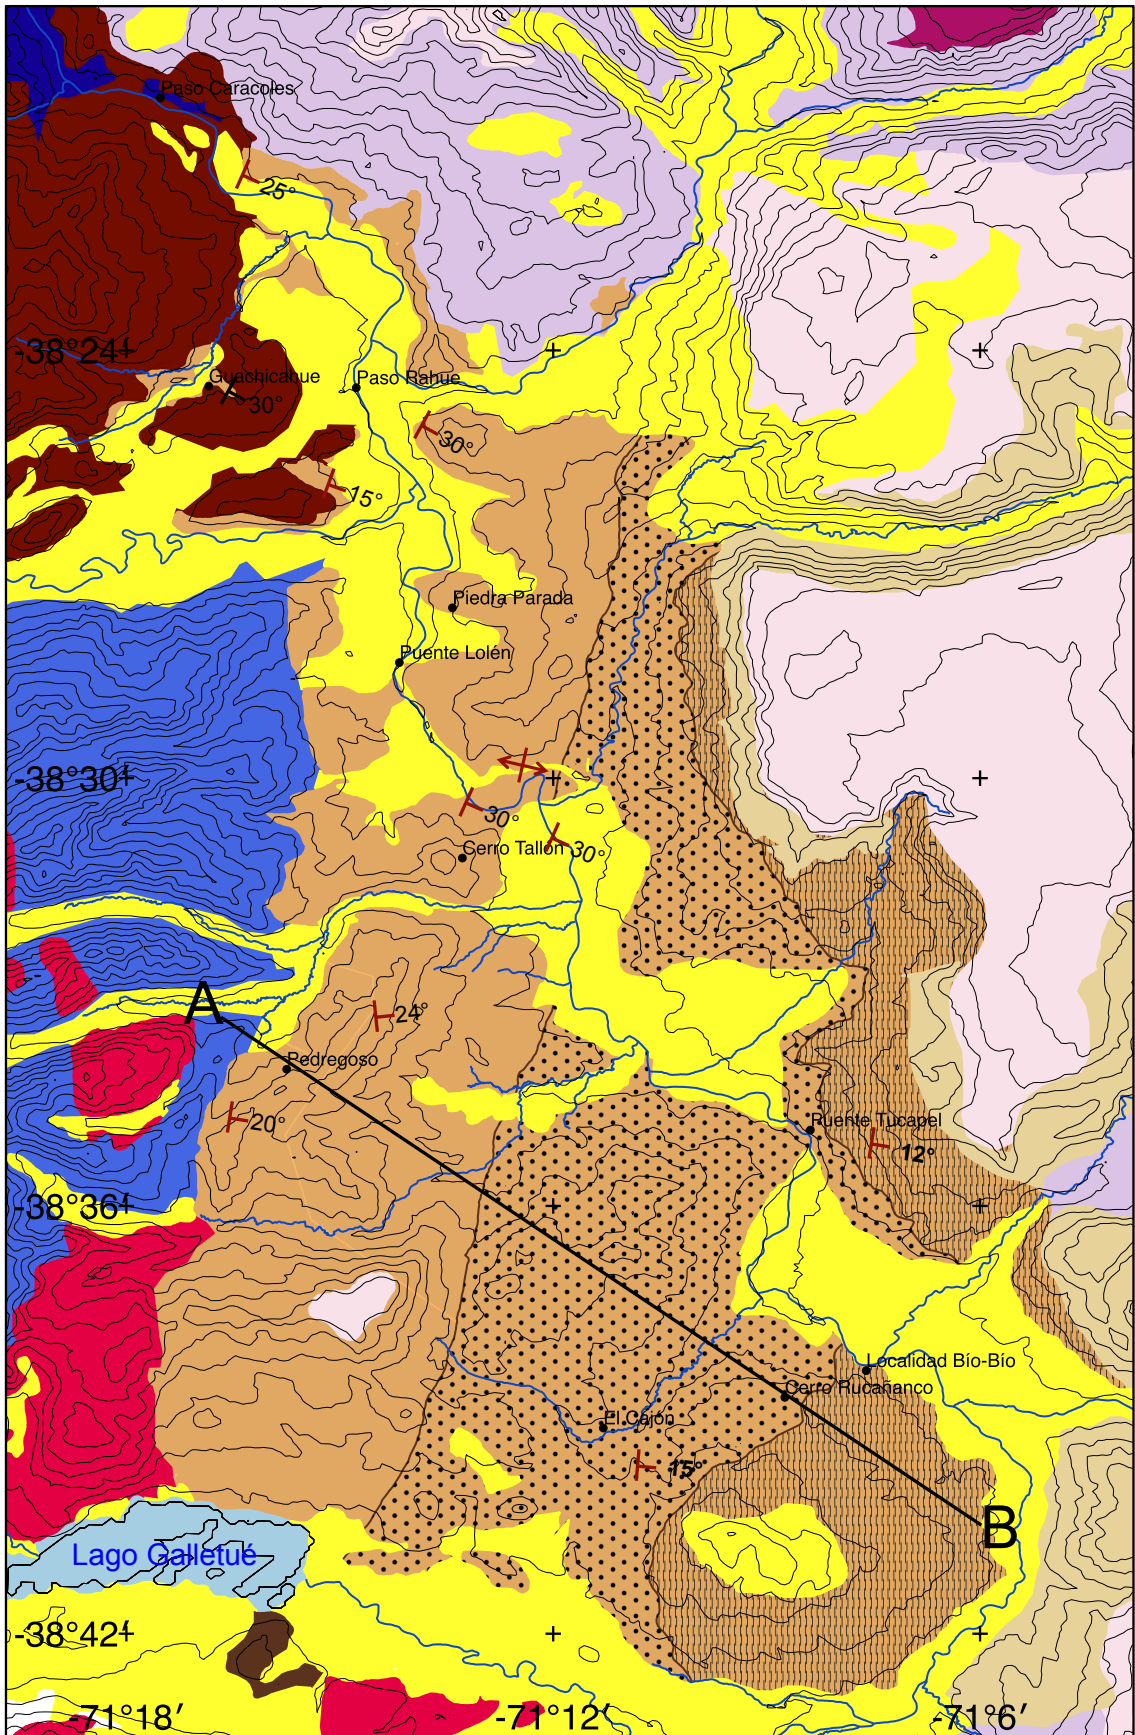 Paso Caracoles
25°
-38°24′
Guachicahue
Paso Rahue
30°
30°
15°
Piedra Parada
Puente Lolén
-38°30′
30°
Cerro Tallón
30°
A
24°
Pedregoso
20°
Puente Tucapel
12°
-38°36′
Localidad Bío-Bío
Cerro Rucañanco
El Cajón
15°
B
Lago Galletué
-38°42′
-71°18′
-71°12′
-71°6′